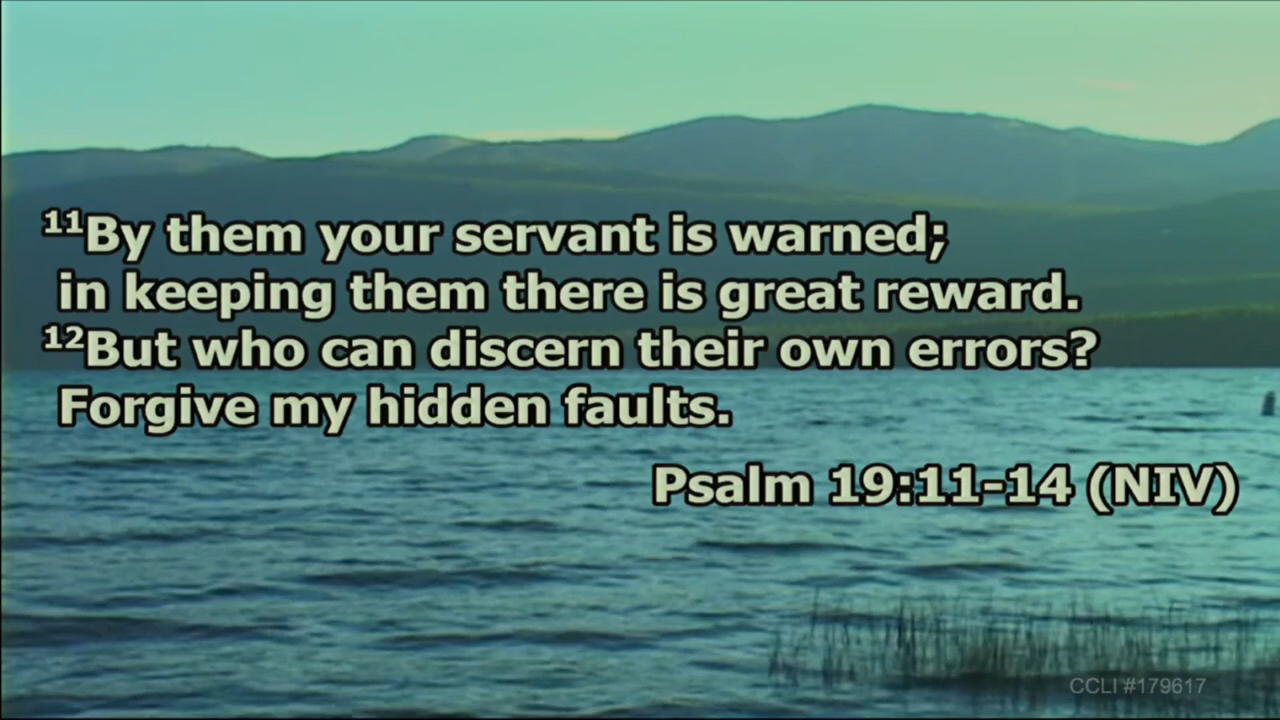 ¹¹By them your servant is warned;
in keeping them there is great reward.
¹²But who can discern their own errors?
Forgive my hidden faults.
Psalm 19:11-14 (NIV)
CCLI #179617